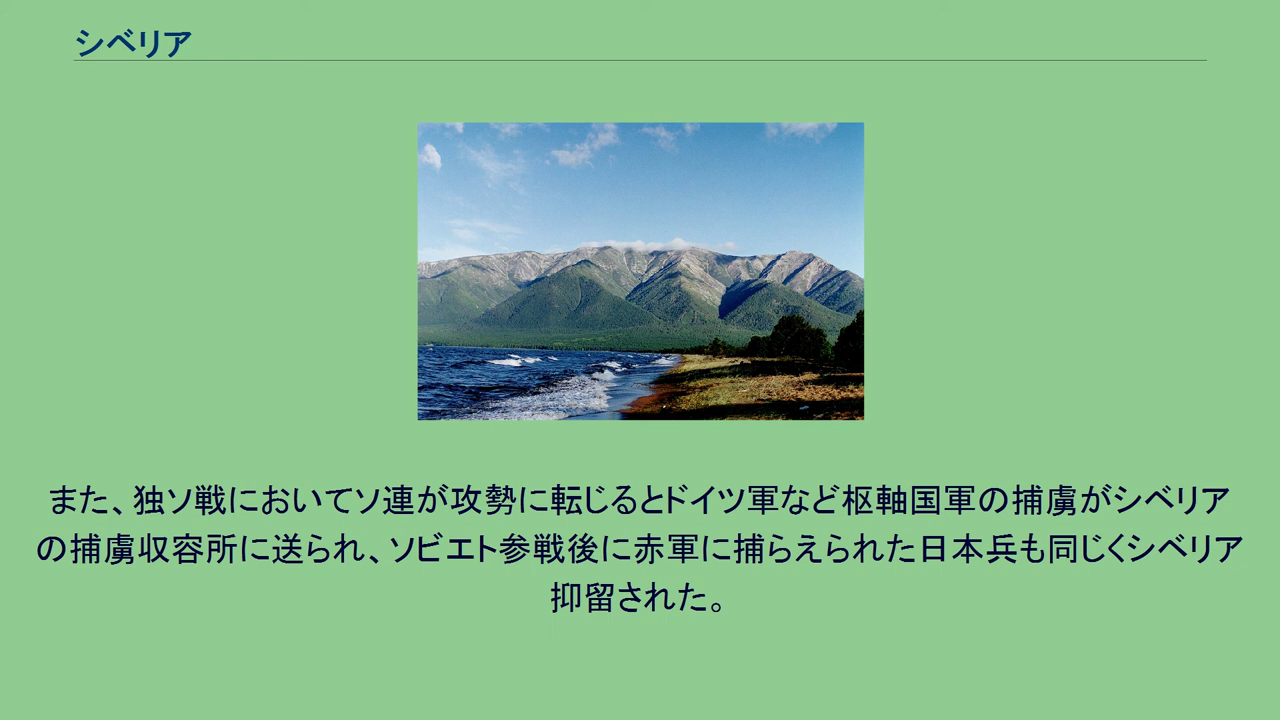 シベリア
また、独ソ戦においてソ連が攻勢に転じるとドイツ軍など枢軸国軍の捕虜がシベリア
の捕虜収容所に送られ、ソビエト参戦後に赤軍に捕らえられた日本兵も同じくシベリア
抑留された。